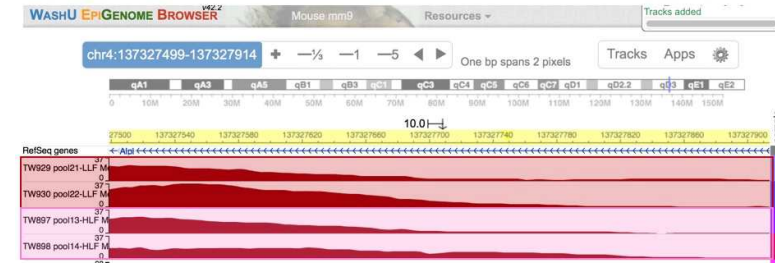 WASHU EPIGENOME BROWSER v42.2 Mouse mm9 Resources Tracks added
chr4:137327499-137327914 + —⅓ —1 —5 One bp spans 2 pixels Tracks Apps
qA1 qA3 qA5 qB1 qB3 qC1 qC3 qC4 qC5 qC6 qC7 qD1 qD2.2 qD3 qE1 qE2
0 10M 20M 30M 40M 50M 60M 70M 80M 90M 100M 110M 120M 130M 140M 150M
10.0
27500 137327540 137327580 137327620 137327660 137327700 137327740 137327780 137327820 137327860 137327900
RefSeq genes Alpl
37
TW929 pool21-LLF M
0
37
TW930 pool22-LLF M
0
37
TW897 pool13-HLF M
0
37
TW898 pool14-HLF M
0